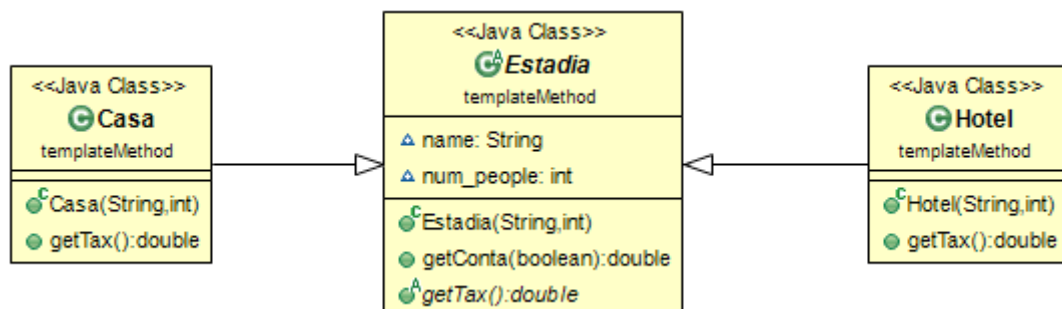 <<Java Class>>
Casa
templateMethod
Casa(String,int)
getTax():double
<<Java Class>>
Estadia
templateMethod
name: String
num_people: int
Estadia(String,int)
getConta(boolean):double
getTax():double
<<Java Class>>
Hotel
templateMethod
Hotel(String,int)
getTax():double